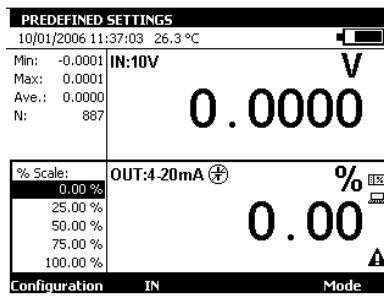 PREDEFINED SETTINGS
10/01/2006 11:37:03 26.3 °C
Min: -0.0001
Max: 0.0001
Ave.: 0.0000
N: 887
IN:10V
V
0.0000
% Scale:
0.00 %
25.00 %
50.00 %
75.00 %
100.00 %
OUT:4-20mA
%
0.00
Configuration IN Mode